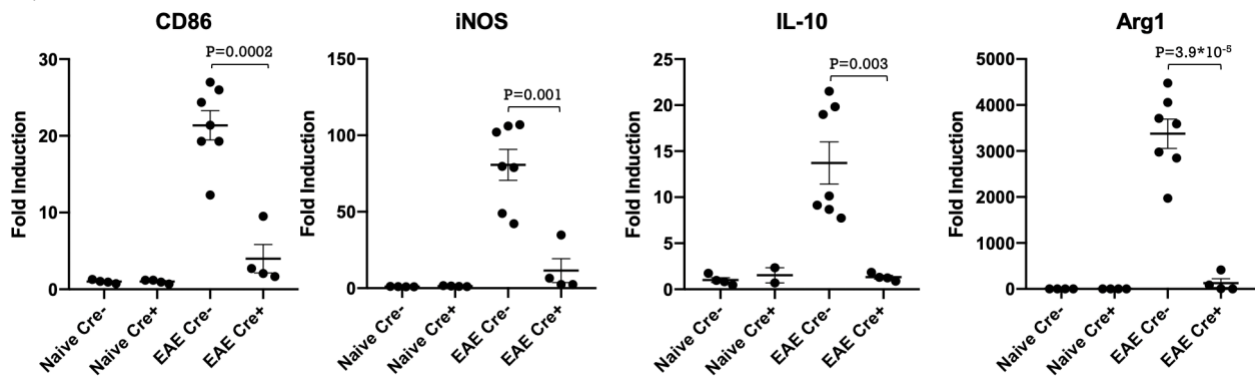 CD86
P=0.0002
Fold Induction
30
20
10
0
Naive Cre-
Naive Cre+
EAE Cre-
EAE Cre+
iNOS
P=0.001
Fold Induction
150
100
50
0
Naive Cre-
Naive Cre+
EAE Cre-
EAE Cre+
IL-10
P=0.003
Fold Induction
25
20
15
10
5
0
Naive Cre-
Naive Cre+
EAE Cre-
EAE Cre+
Arg1
P=3.9*10⁻⁵
Fold Induction
5000
4000
3000
2000
1000
0
Naive Cre-
Naive Cre+
EAE Cre-
EAE Cre+